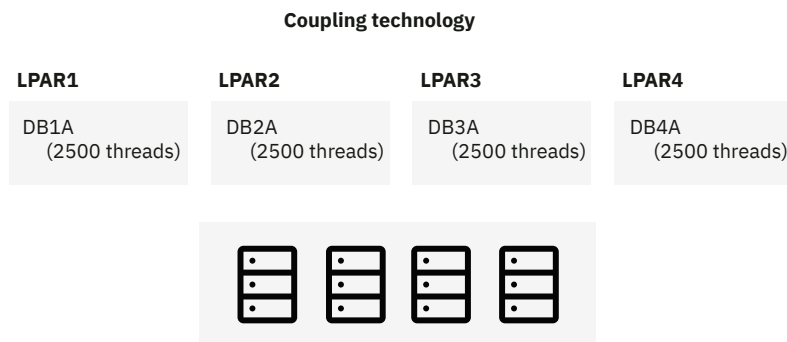 Coupling technology
LPAR1
LPAR2
LPAR3
LPAR4
DB1A
(2500 threads)
DB2A
(2500 threads)
DB3A
(2500 threads)
DB4A
(2500 threads)